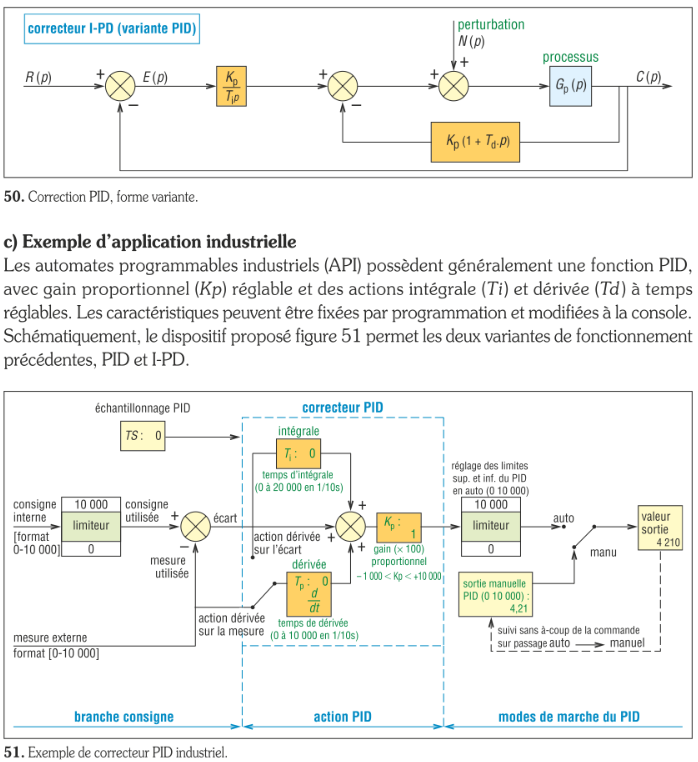 correcteur I-PD (variante PID)
perturbation
N(p)
processus
R(p)
+
E(p)
Kp
Tip
+
+
+
Gp(p)
C(p)
−
−
Kp(1 + Td.p)
50. Correction PID, forme variante.
c) Exemple d'application industrielle
Les automates programmables industriels (API) possèdent généralement une fonction PID,
avec gain proportionnel (Kp) réglable et des actions intégrale (Ti) et dérivée (Td) à temps
réglables. Les caractéristiques peuvent être fixées par programmation et modifiées à la console.
Schématiquement, le dispositif proposé figure 51 permet les deux variantes de fonctionnement
précédentes, PID et I-PD.
échantillonnage PID
TS : 0
correcteur PID
intégrale
Ti : 0
temps d'intégrale
(0 à 20 000 en 1/10s)
consigne
interne
[format
0-10 000]
10 000
limiteur
0
consigne
utilisée
+
−
mesure
utilisée
écart
action dérivée
sur l'écart
+
+
+
Kp :
1
gain (× 100)
proportionnel
− 1 000 < Kp < +10 000
dérivée
Tp : 0
d
dt
temps de dérivée
(0 à 10 000 en 1/10s)
action dérivée
sur la mesure
mesure externe
format [0-10 000]
réglage des limites
sup. et inf. du PID
en auto (0 10 000)
10 000
limiteur
0
auto
manu
valeur
sortie
4 210
sortie manuelle
PID (0 10 000) :
4,21
suivi sans à-coup de la commande
sur passage auto → manuel
branche consigne
action PID
modes de marche du PID
51. Exemple de correcteur PID industriel.